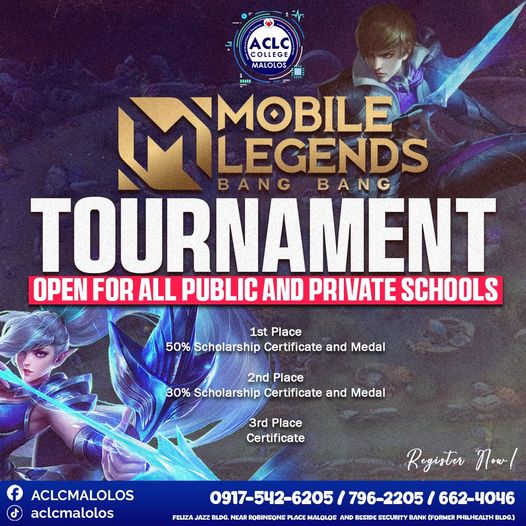 ACLC
COLLEGE
MALOLOS
MOBILE
LEGENDS
BANG BANG
TOURNAMENT
OPEN FOR ALL PUBLIC AND PRIVATE SCHOOLS
1st Place
50% Scholarship Certificate and Medal
2nd Place
30% Scholarship Certificate and Medal
3rd Place
Certificate
Register Now!
ACLCMALOLOS
aclcmalolos
0917-542-6205 / 796-2205 / 662-4046
FELIZA JAZZ BLDG. NEAR ROBINSONS PLACE MALOLOS AND BESIDE SECURITY BANK (FORMER PHILHEALTH BLDG.)